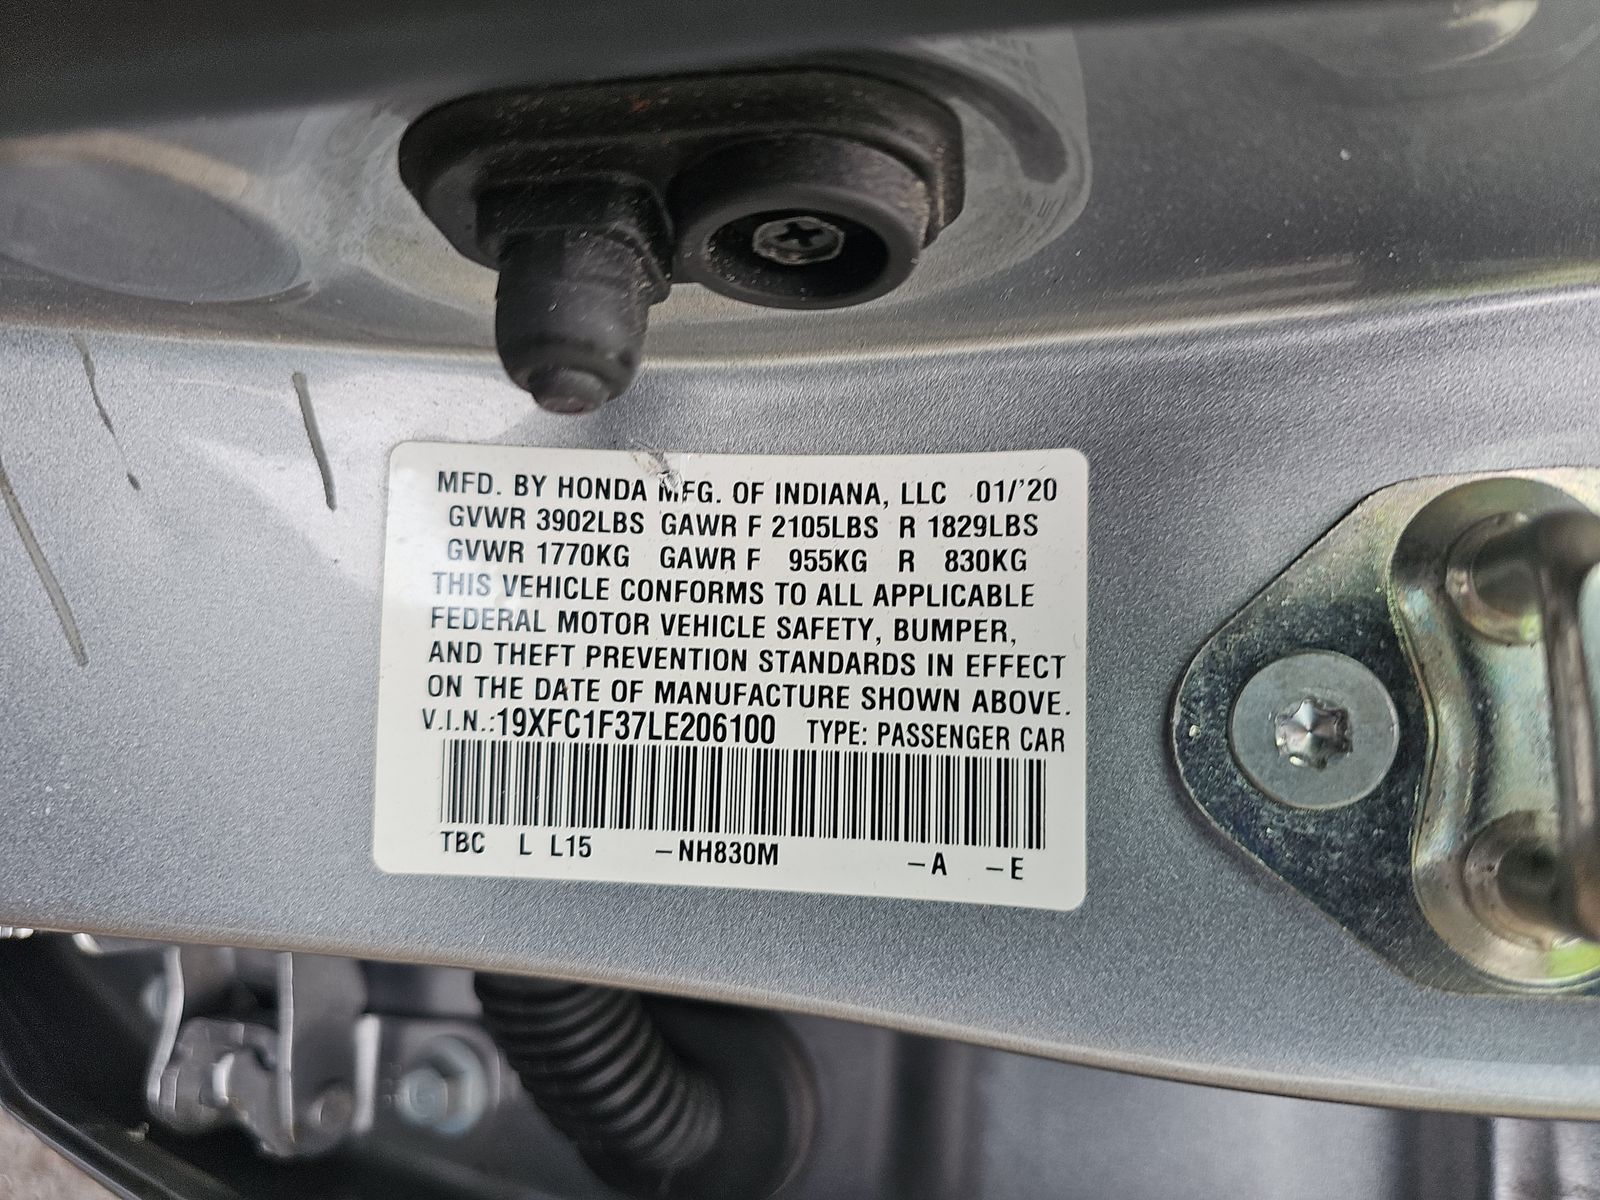 MFD. BY HONDA MFG. OF INDIANA, LLC 01/'20
GVWR 3902LBS GAWR F 2105LBS R 1829LBS
GVWR 1770KG GAWR F 955KG R 830KG
THIS VEHICLE CONFORMS TO ALL APPLICABLE
FEDERAL MOTOR VEHICLE SAFETY, BUMPER,
AND THEFT PREVENTION STANDARDS IN EFFECT
ON THE DATE OF MANUFACTURE SHOWN ABOVE.
V.I.N.:19XFC1F37LE206100 TYPE: PASSENGER CAR
TBC L L15 –NH830M –A –E